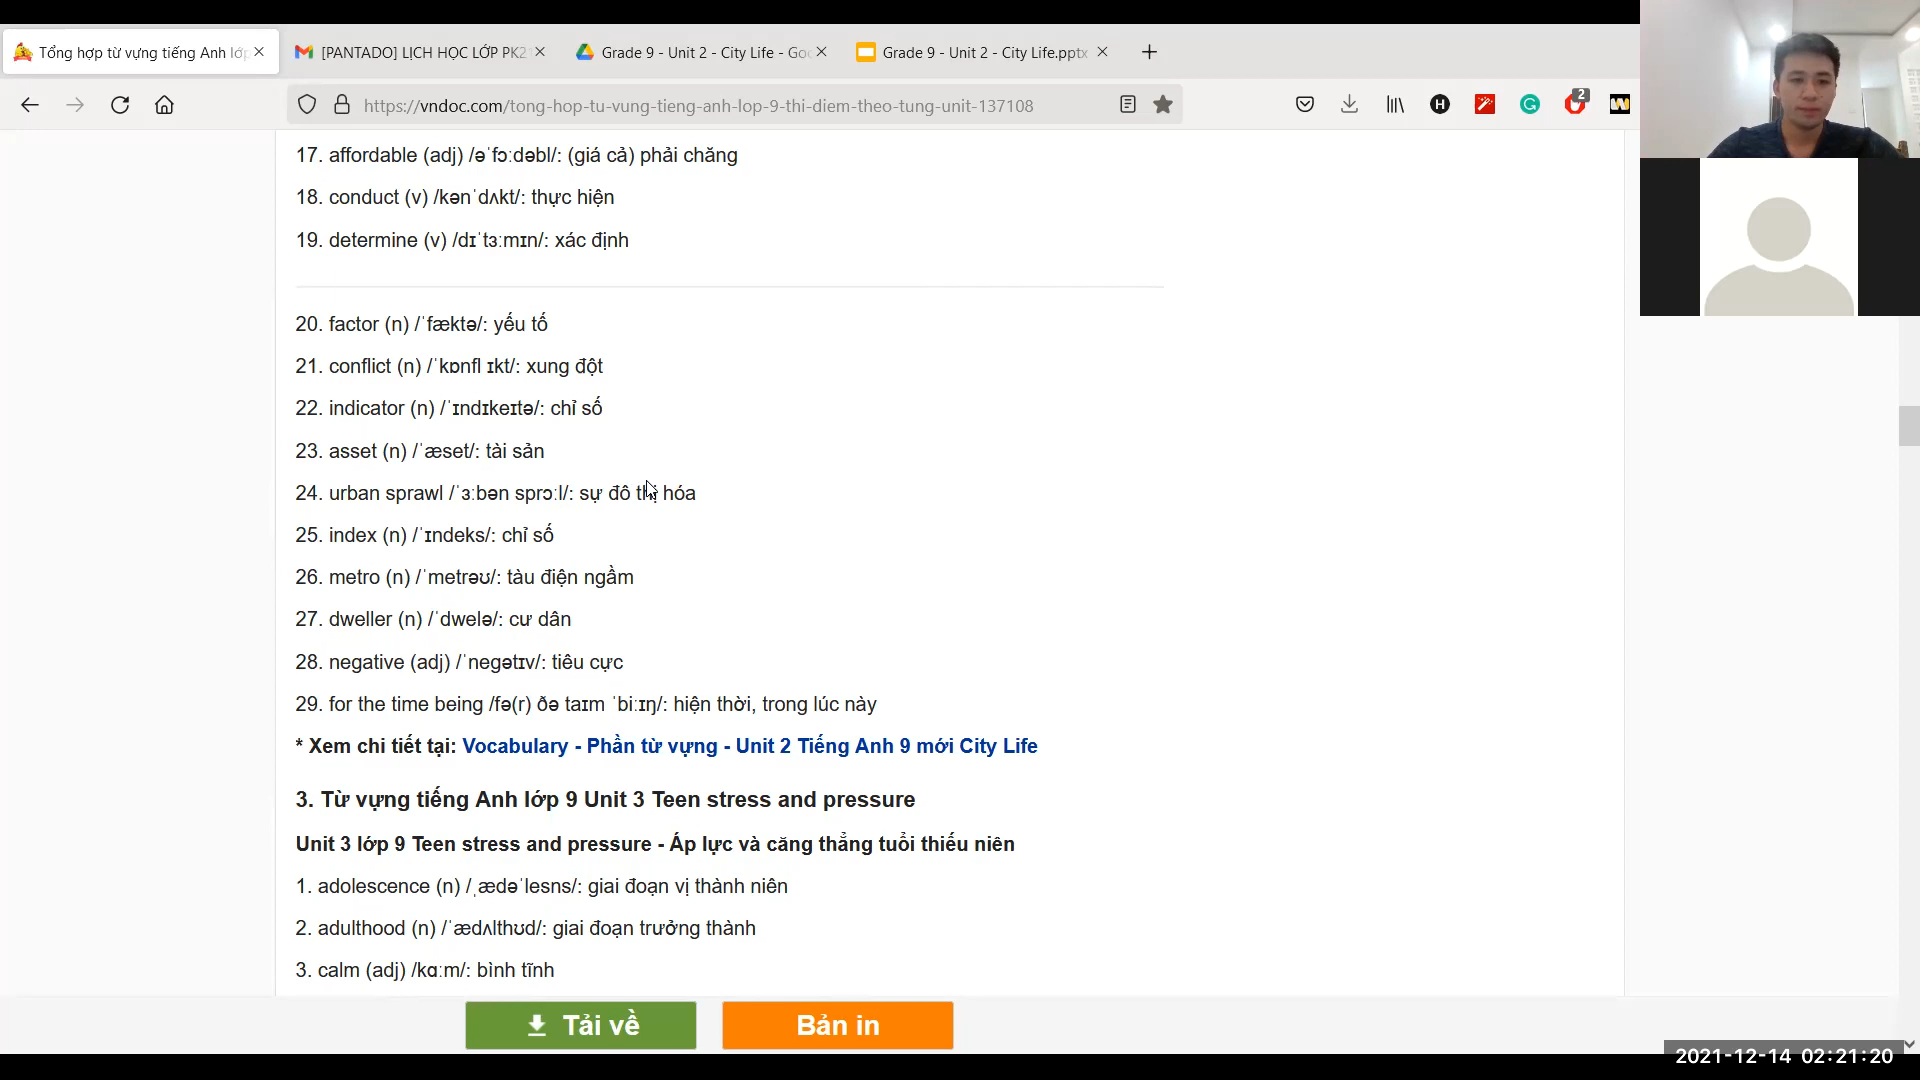 Tổng hợp từ vựng tiếng Anh lớp
[PANTADO] LỊCH HỌC LỚP PK2
Grade 9 - Unit 2 - City Life - Goo
Grade 9 - Unit 2 - City Life.pptx
https://vndoc.com/tong-hop-tu-vung-tieng-anh-lop-9-thi-diem-theo-tung-unit-137108
2
17. affordable (adj) /əˈfɔːdəbl/: (giá cả) phải chăng
18. conduct (v) /kənˈdʌkt/: thực hiện
19. determine (v) /dɪˈtɜːmɪn/: xác định
20. factor (n) /ˈfæktə/: yếu tố
21. conflict (n) /ˈkɒnfl ɪkt/: xung đột
22. indicator (n) /ˈɪndɪkeɪtə/: chỉ số
23. asset (n) /ˈæset/: tài sản
24. urban sprawl /ˈɜːbən sprɔːl/: sự đô thị hóa
25. index (n) /ˈɪndeks/: chỉ số
26. metro (n) /ˈmetrəʊ/: tàu điện ngầm
27. dweller (n) /ˈdwelə/: cư dân
28. negative (adj) /ˈnegətɪv/: tiêu cực
29. for the time being /fə(r) ðə taɪm ˈbiːɪŋ/: hiện thời, trong lúc này
* Xem chi tiết tại: Vocabulary - Phần từ vựng - Unit 2 Tiếng Anh 9 mới City Life
3. Từ vựng tiếng Anh lớp 9 Unit 3 Teen stress and pressure
Unit 3 lớp 9 Teen stress and pressure - Áp lực và căng thẳng tuổi thiếu niên
1. adolescence (n) /ˌædəˈlesns/: giai đoạn vị thành niên
2. adulthood (n) /ˈædʌlthʊd/: giai đoạn trưởng thành
3. calm (adj) /kɑːm/: bình tĩnh
Tải về
Bản in
2021-12-14 02:21:20